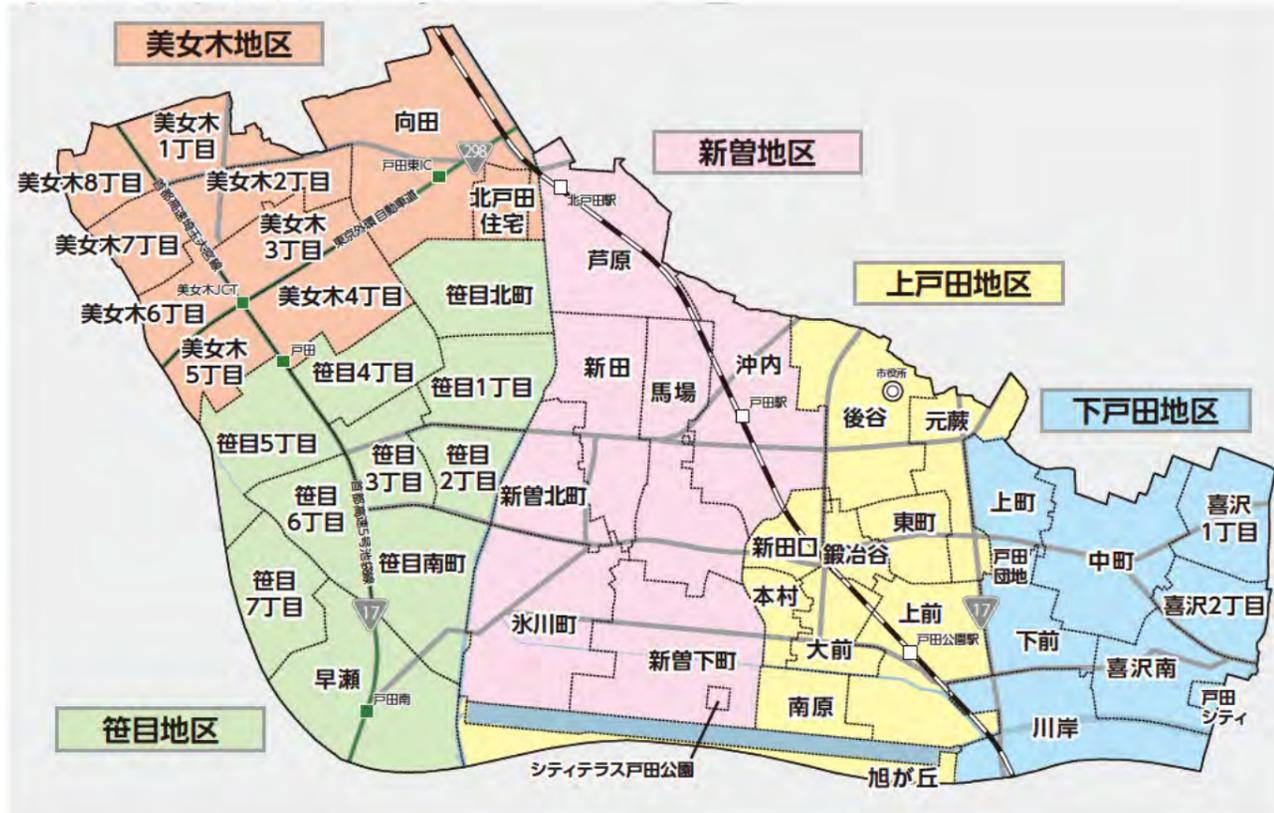 美女木地区
美女木
1丁目
向田
新曽地区
298
戸田東IC
美女木8丁目
美女木2丁目
北戸田
住宅
北戸田駅
首都高速埼玉大宮線
美女木
3丁目
東京外環自動車道
美女木7丁目
芦原
上戸田地区
美女木JCT
美女木4丁目
笹目北町
美女木6丁目
美女木
5丁目
戸田
笹目4丁目
笹目1丁目
新田
馬場
沖内
戸田駅
市役所
後谷
元蕨
下戸田地区
笹目5丁目
笹目
3丁目
笹目
2丁目
新曽北町
笹目
6丁目
首都高速5号池袋線
笹目南町
新田口
鍛冶谷
東町
上町
戸田
団地
中町
喜沢
1丁目
喜沢2丁目
笹目
7丁目
17
氷川町
本村
大前
上前
17
戸田公園駅
下前
喜沢南
早瀬
戸田南
新曽下町
南原
川岸
戸田
シティ
笹目地区
シティテラス戸田公園
旭が丘